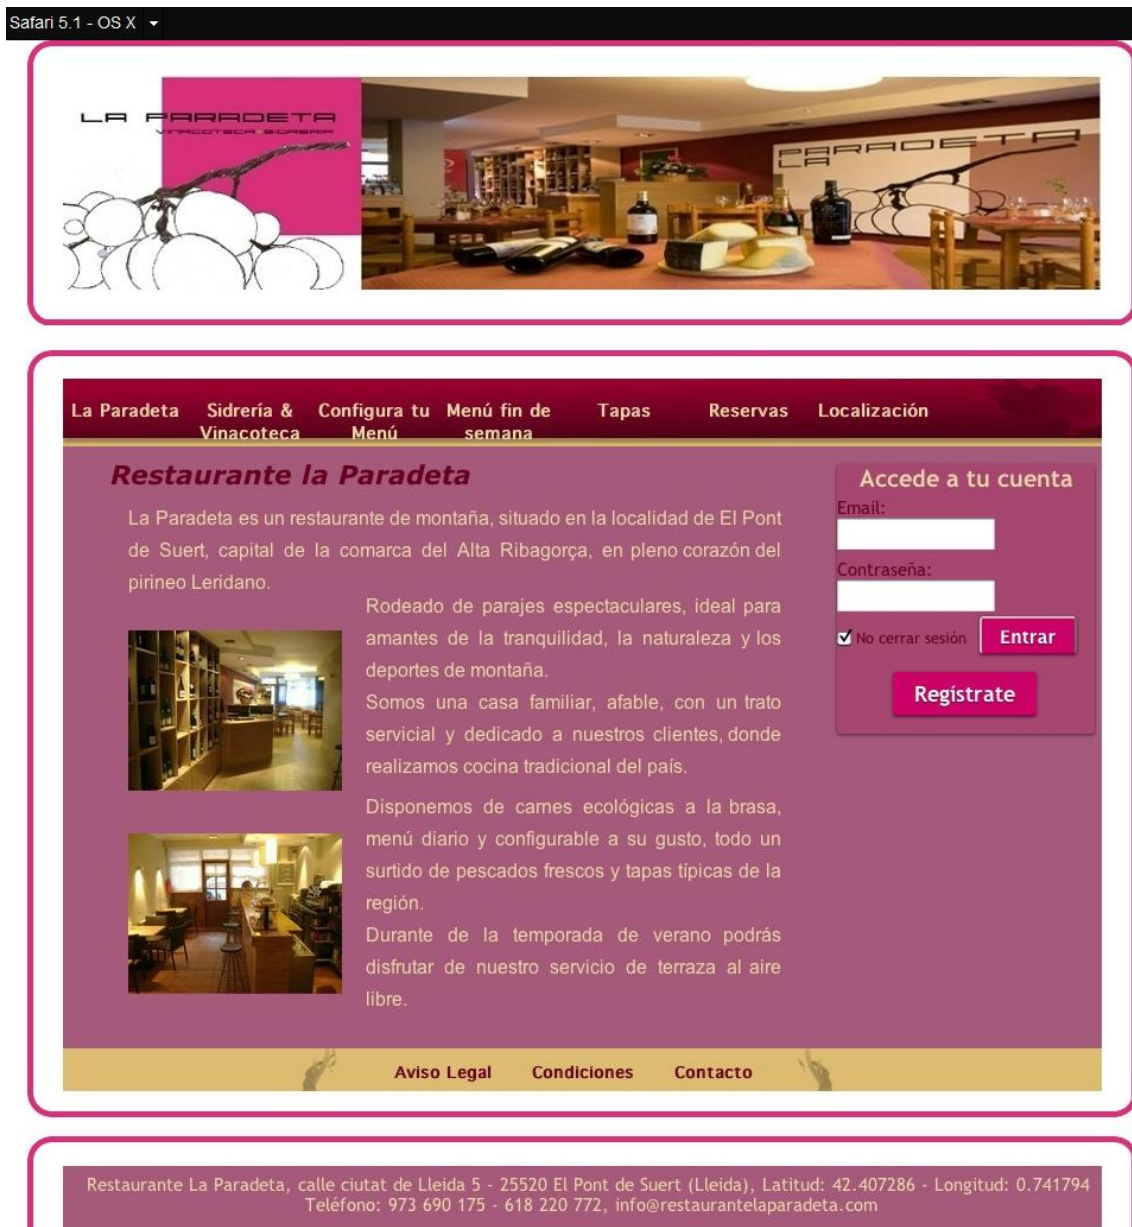 Safari 5.1 - OS X
LA PARADETA
VINACOTECA·SIDRERIA
PARADETA
LA
La Paradeta Sidrería & Configura tu Menú fin de Tapas Reservas Localización
Vinacoteca Menú semana
Restaurante la Paradeta
La Paradeta es un restaurante de montaña, situado en la localidad de El Pont
de Suert, capital de la comarca del Alta Ribagorça, en pleno corazón del
pirineo Leridano.
Rodeado de parajes espectaculares, ideal para
amantes de la tranquilidad, la naturaleza y los
deportes de montaña.
Somos una casa familiar, afable, con un trato
servicial y dedicado a nuestros clientes, donde
realizamos cocina tradicional del país.
Disponemos de carnes ecológicas a la brasa,
menú diario y configurable a su gusto, todo un
surtido de pescados frescos y tapas típicas de la
región.
Durante de la temporada de verano podrás
disfrutar de nuestro servicio de terraza al aire
libre.
Accede a tu cuenta
Email:
Contraseña:
No cerrar sesión Entrar
Regístrate
Aviso Legal Condiciones Contacto
Restaurante La Paradeta, calle ciutat de Lleida 5 - 25520 El Pont de Suert (Lleida), Latitud: 42.407286 - Longitud: 0.741794
Teléfono: 973 690 175 - 618 220 772, info@restaurantelaparadeta.com